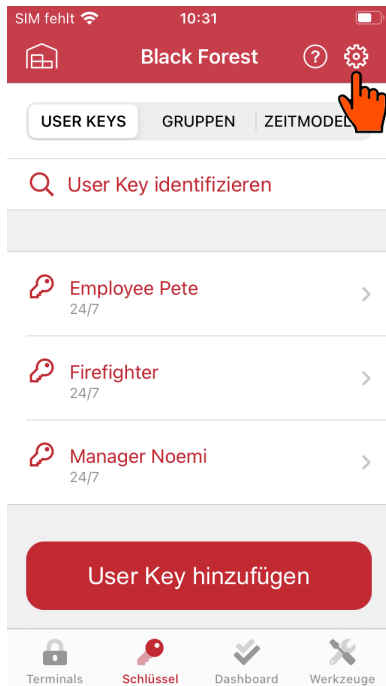 SIM fehlt 10:31
Black Forest ?
USER KEYS GRUPPEN ZEITMODEL
User Key identifizieren
Employee Pete
24/7
Firefighter
24/7
Manager Noemi
24/7
User Key hinzufügen
Terminals Schlüssel Dashboard Werkzeuge